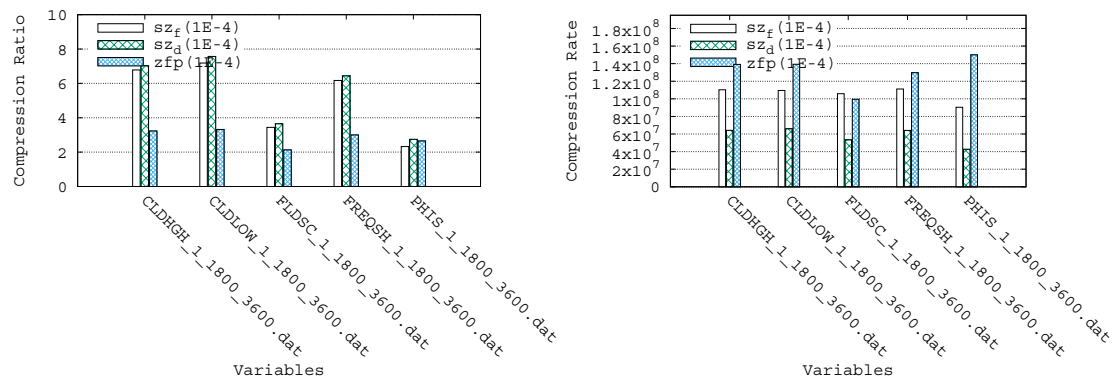 Compression Ratio
10
8
6
4
2
0
sz_f(1E-4)
sz_d(1E-4)
zfp(1E-4)
CLDHGH_1_1800_3600.dat
CLDLOW_1_1800_3600.dat
FLDSC_1_1800_3600.dat
FREQSH_1_1800_3600.dat
PHIS_1_1800_3600.dat
Variables
Compression Rate
1.8x10^8
1.6x10^8
1.4x10^8
1.2x10^8
1x10^8
8x10^7
6x10^7
4x10^7
2x10^7
0
sz_f(1E-4)
sz_d(1E-4)
zfp(1E-4)
CLDHGH_1_1800_3600.dat
CLDLOW_1_1800_3600.dat
FLDSC_1_1800_3600.dat
FREQSH_1_1800_3600.dat
PHIS_1_1800_3600.dat
Variables